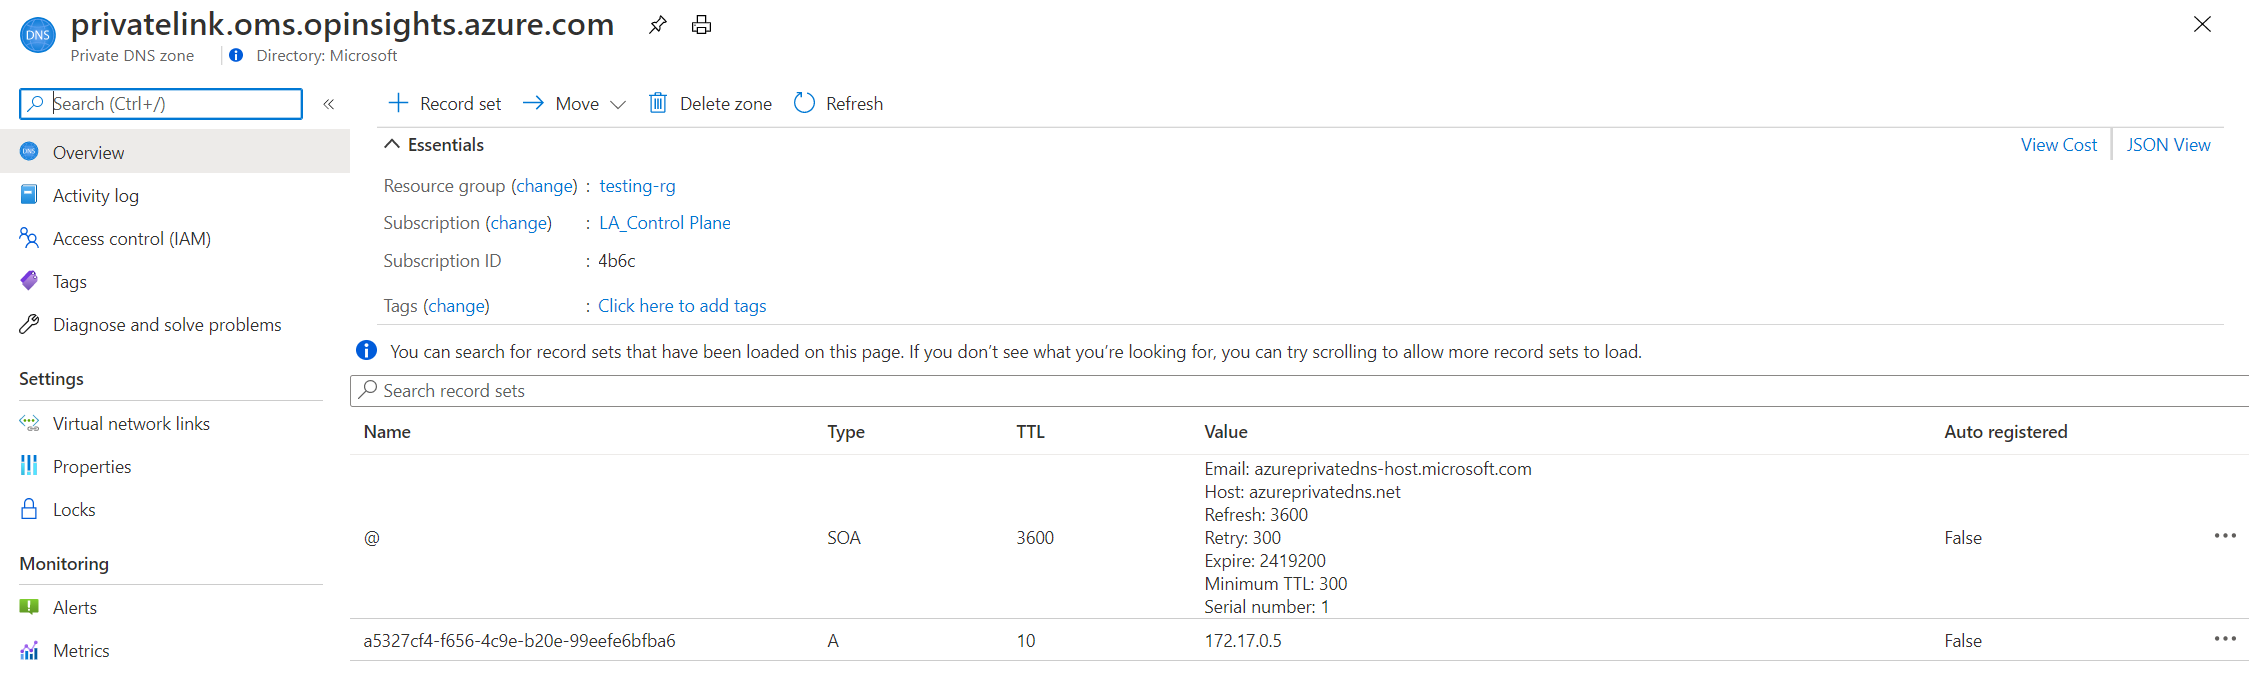 privatelink.oms.opinsights.azure.com
DNS
Private DNS zone
Directory: Microsoft
Search (Ctrl+/)
«
Record set
Move
Delete zone
Refresh
DNS Overview
Activity log
Access control (IAM)
Tags
Diagnose and solve problems
Settings
Virtual network links
Properties
Locks
Monitoring
Alerts
Metrics
Essentials
View Cost
JSON View
Resource group (change) : testing-rg
Subscription (change) : LA_Control Plane
Subscription ID : 4b6c
Tags (change) : Click here to add tags
You can search for record sets that have been loaded on this page. If you don't see what you're looking for, you can try scrolling to allow more record sets to load.
Search record sets
Name Type TTL Value Auto registered
Email: azureprivatedns-host.microsoft.com
Host: azureprivatedns.net
Refresh: 3600
Retry: 300
@ SOA 3600 False
Expire: 2419200
Minimum TTL: 300
Serial number: 1
a5327cf4-f656-4c9e-b20e-99eefe6bfba6 A 10 172.17.0.5 False